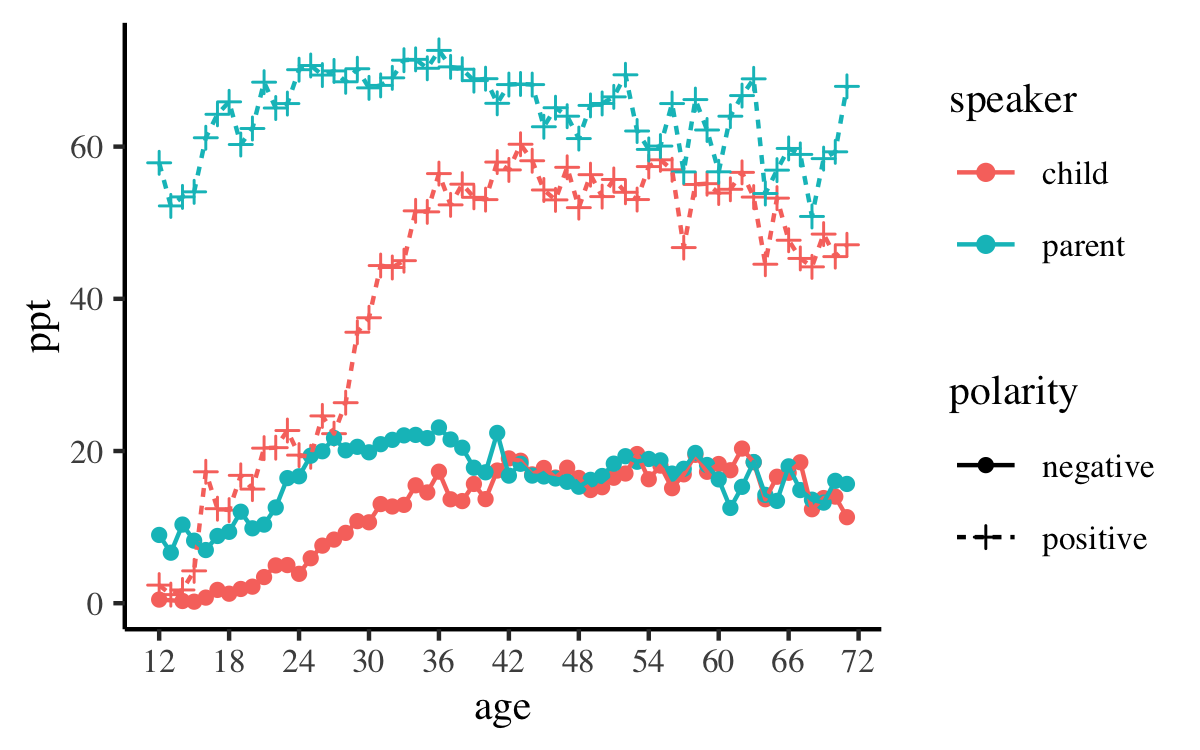 speaker
child
parent
polarity
negative
positive
ppt
60
40
20
0
12 18 24 30 36 42 48 54 60 66 72
age